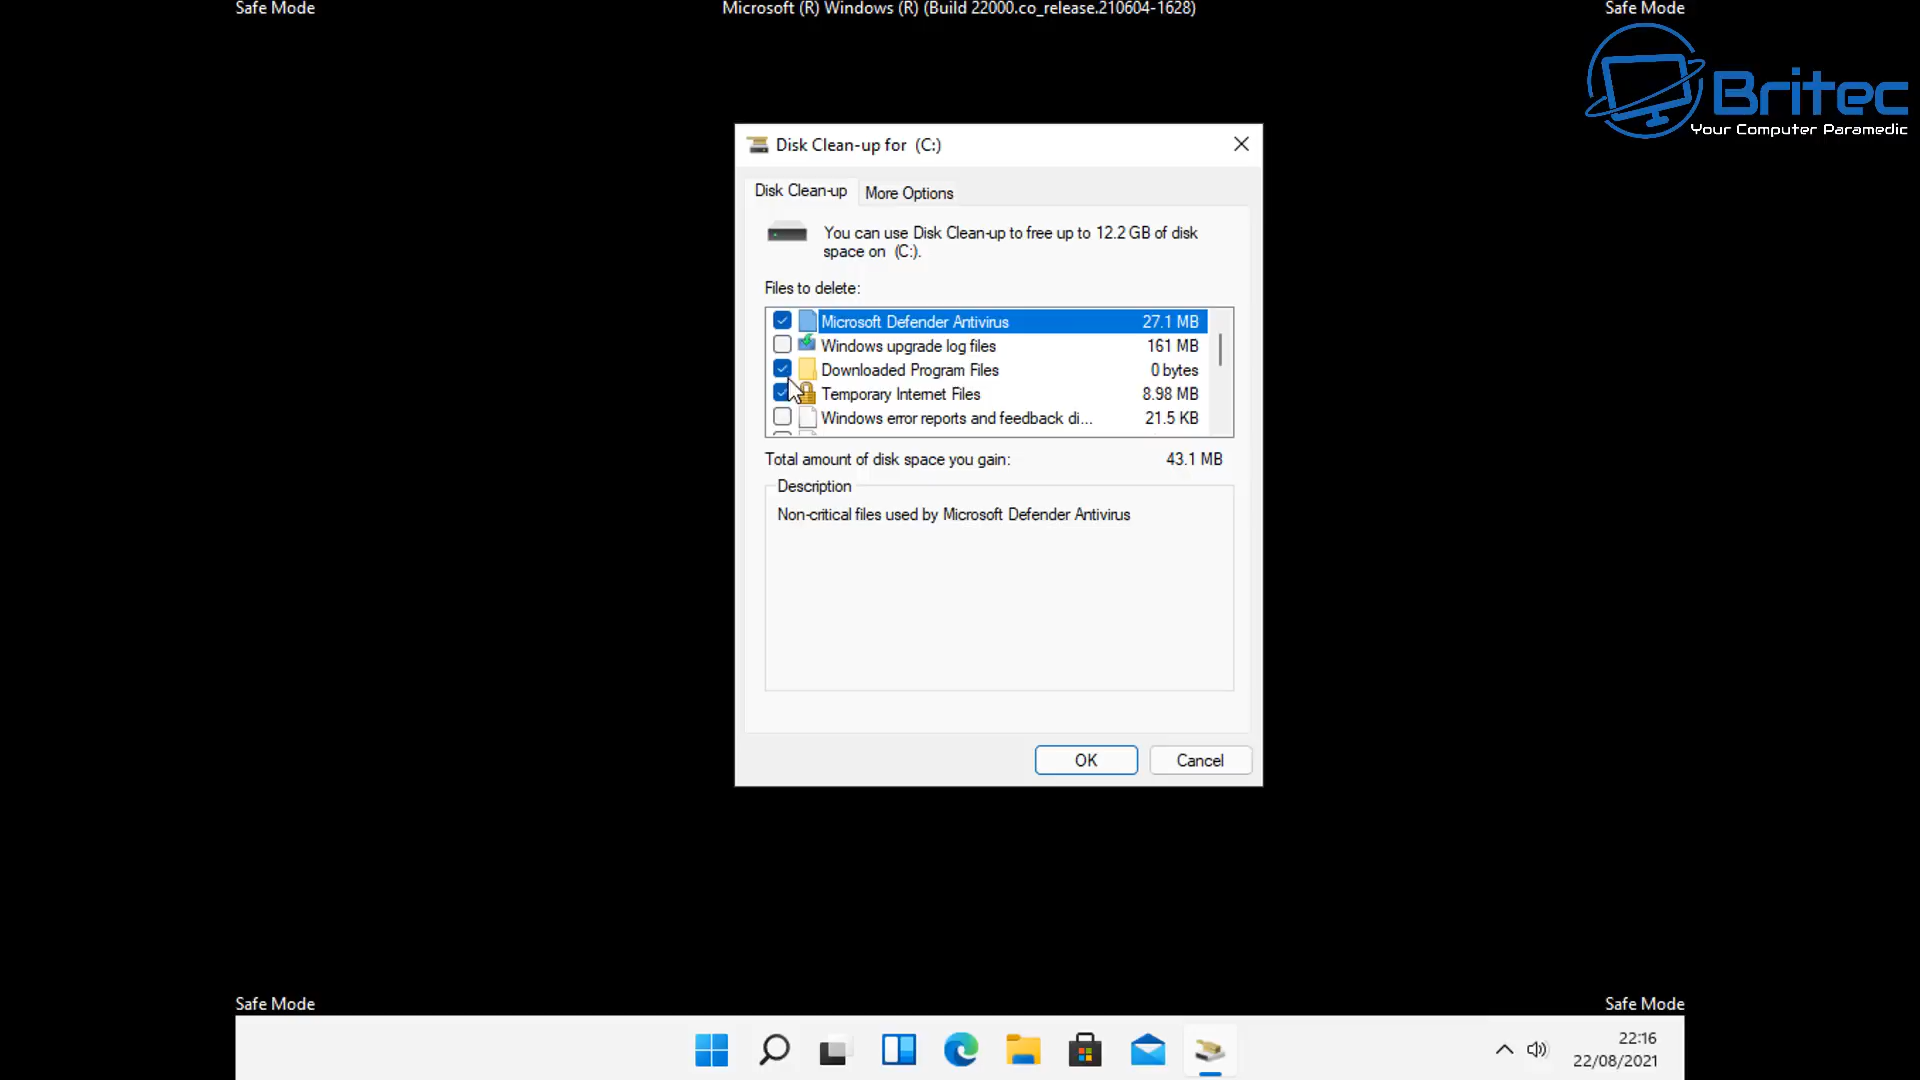 Safe Mode
Microsoft (R) Windows (R) (Build 22000.co_release.210604-1628)
Safe Mode
Britec
Your Computer Paramedic
Disk Clean-up for (C:)
Disk Clean-up
More Options
You can use Disk Clean-up to free up to 12.2 GB of disk
space on (C:).
Files to delete:
Microsoft Defender Antivirus 27.1 MB
Windows upgrade log files 161 MB
Downloaded Program Files 0 bytes
Temporary Internet Files 8.98 MB
Windows error reports and feedback di... 21.5 KB
Total amount of disk space you gain: 43.1 MB
Description
Non-critical files used by Microsoft Defender Antivirus
OK
Cancel
Safe Mode
Safe Mode
22:16
22/08/2021